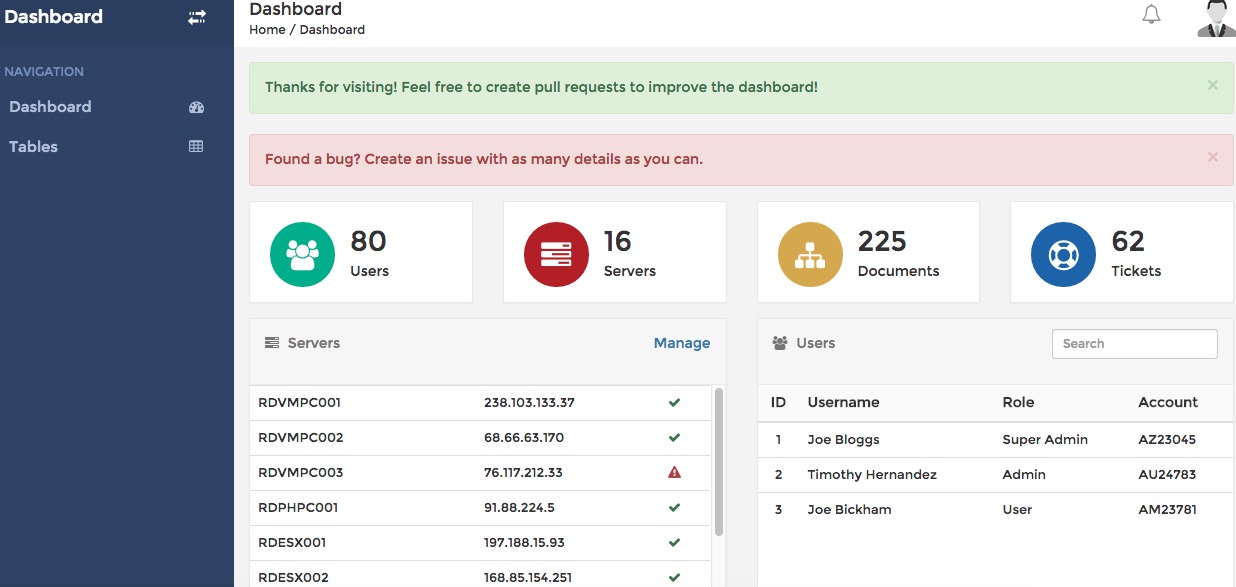 Dashboard
NAVIGATION
Dashboard
Tables
Dashboard
Home / Dashboard
Thanks for visiting! Feel free to create pull requests to improve the dashboard!
Found a bug? Create an issue with as many details as you can.
80
Users
16
Servers
225
Documents
62
Tickets
Servers Manage
RDVMPC001 238.103.133.37
RDVMPC002 68.66.63.170
RDVMPC003 76.117.212.33
RDPHPC001 91.88.224.5
RDESX001 197.188.15.93
RDESX002 168.85.154.251
Users Search
ID Username Role Account
1 Joe Bloggs Super Admin AZ23045
2 Timothy Hernandez Admin AU24783
3 Joe Bickham User AM23781